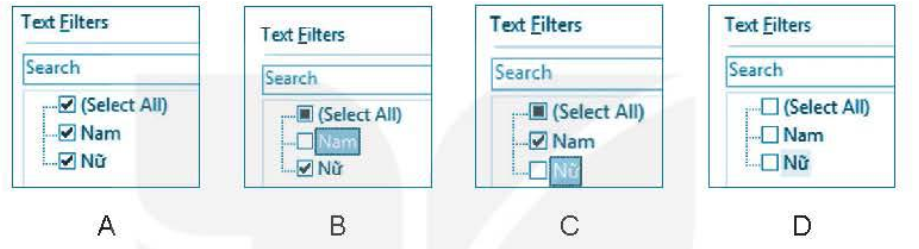 Text Filters
Search
(Select All)
Nam
Nữ
A
Text Filters
Search
(Select All)
Nam
Nữ
B
Text Filters
Search
(Select All)
Nam
Nữ
C
Text Filters
Search
(Select All)
Nam
Nữ
D